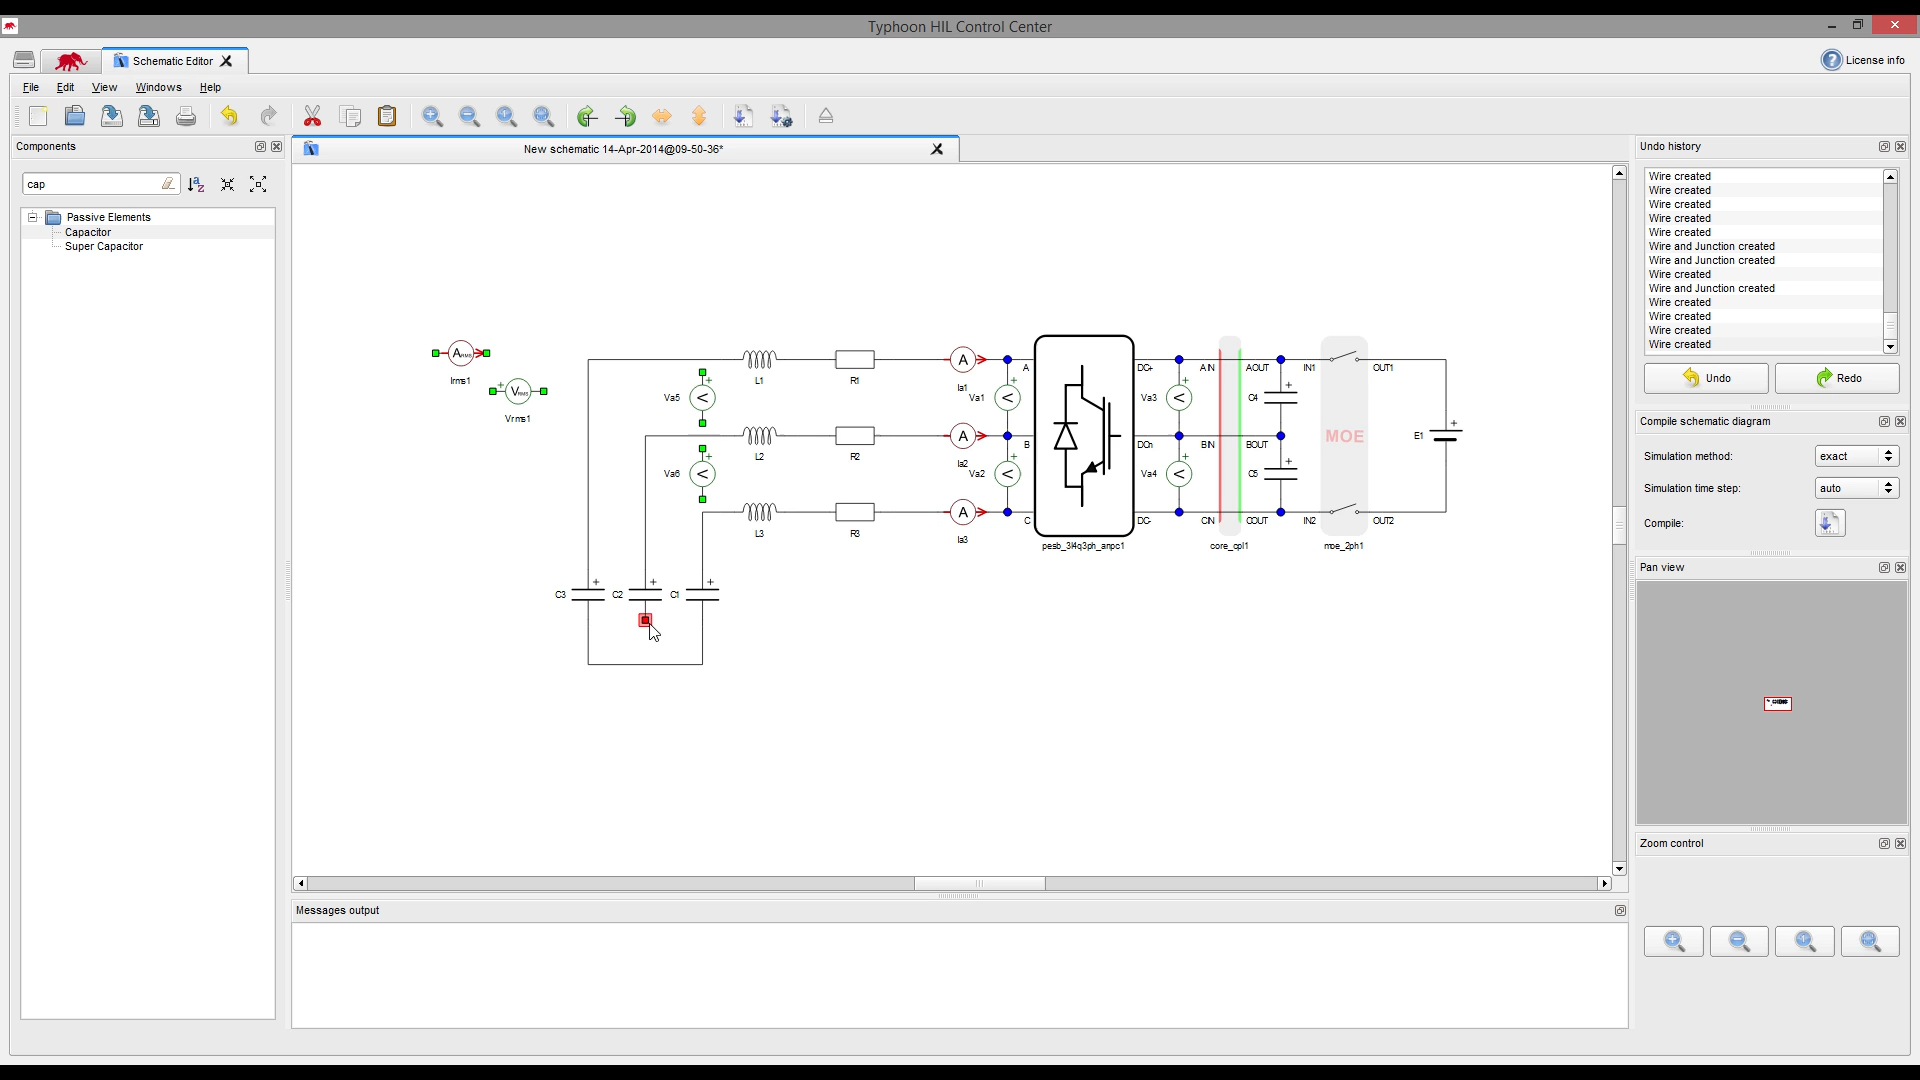 Typhoon HIL Control Center
Schematic Editor
License info
File Edit View Windows Help
Components
New schematic 14-Apr-2014@09-50-36*
Undo history
cap
Passive Elements
Capacitor
Super Capacitor
Wire created
Wire created
Wire created
Wire created
Wire created
Wire and Junction created
Wire and Junction created
Wire created
Wire and Junction created
Wire created
Wire created
Wire created
Wire created
Undo Redo
Compile schematic diagram
Simulation method: exact
Simulation time step: auto
Compile:
Pan view
Zoom control
Messages output
ARMS
Irms1
+
VRMS
Vrms1
L1 R1 A Ia1
Va5 + Va1 +
L2 R2 A Ia2
Va6 + Va2 +
L3 R3 A Ia3
C3 + C2 + C1 +
A DC+
B DCn
C DC-
pesb_3l4q3ph_anpc1
Va3 +
Va4 +
AIN AOUT
BIN BOUT
CIN COUT
core_cpl1
C4 +
C5 +
IN1 OUT1
MOE
IN2 OUT2
moe_2ph1
E1 +